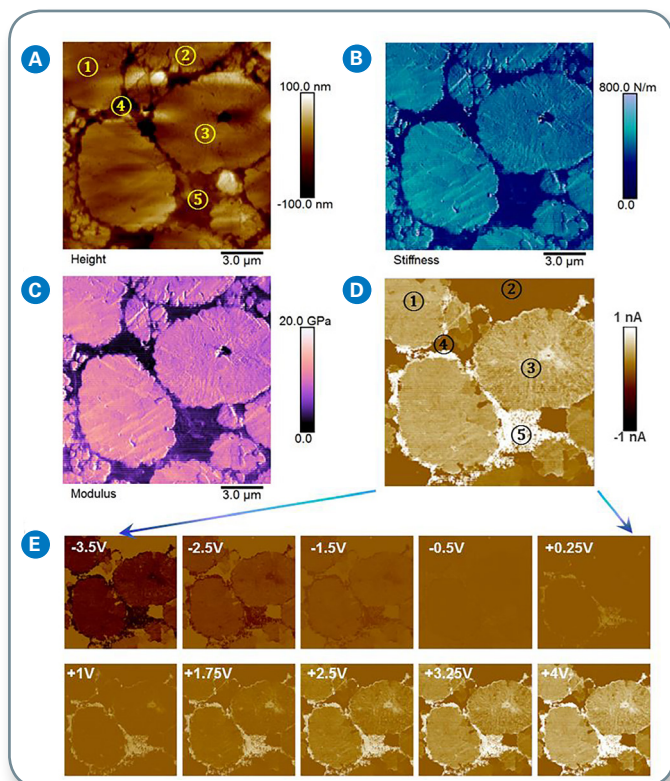 A
①
②
③
④
⑤
100.0 nm
-100.0 nm
Height
3.0 µm
B
800.0 N/m
0.0
Stiffness
3.0 µm
C
20.0 GPa
0.0
Modulus
3.0 µm
D
①
②
③
④
⑤
1 nA
-1 nA
E
-3.5V
-2.5V
-1.5V
-0.5V
+0.25V
+1V
+1.75V
+2.5V
+3.25V
+4V